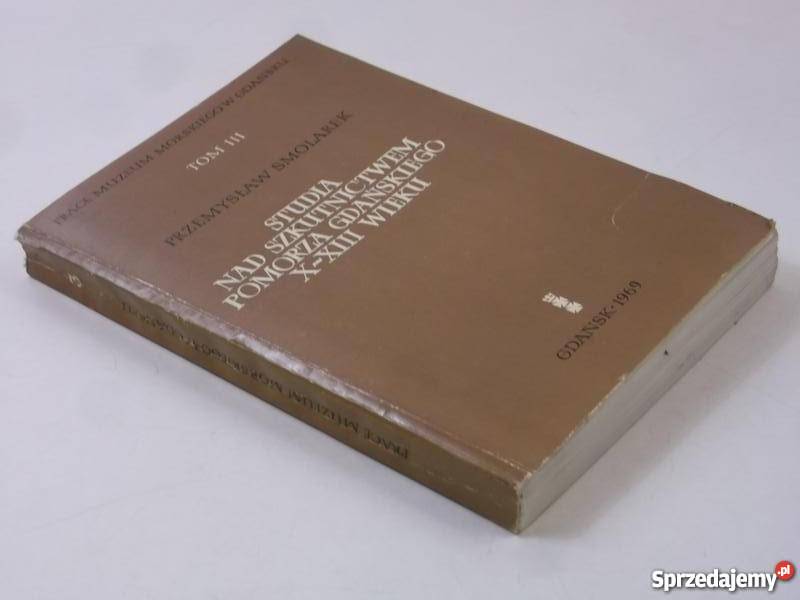 PRACE MUZEUM MORSKIEGO W GDAŃSKU
TOM III
PRZEMYSŁAW SMOLAREK
STUDIA
NAD SZKUTNICTWEM
POMORZA GDAŃSKIEGO
X-XIII WIEKU
GDAŃSK · 1969
3
PRACE MUZEUM MORSKIEGO W GDAŃSKU
Sprzedajemy.pl